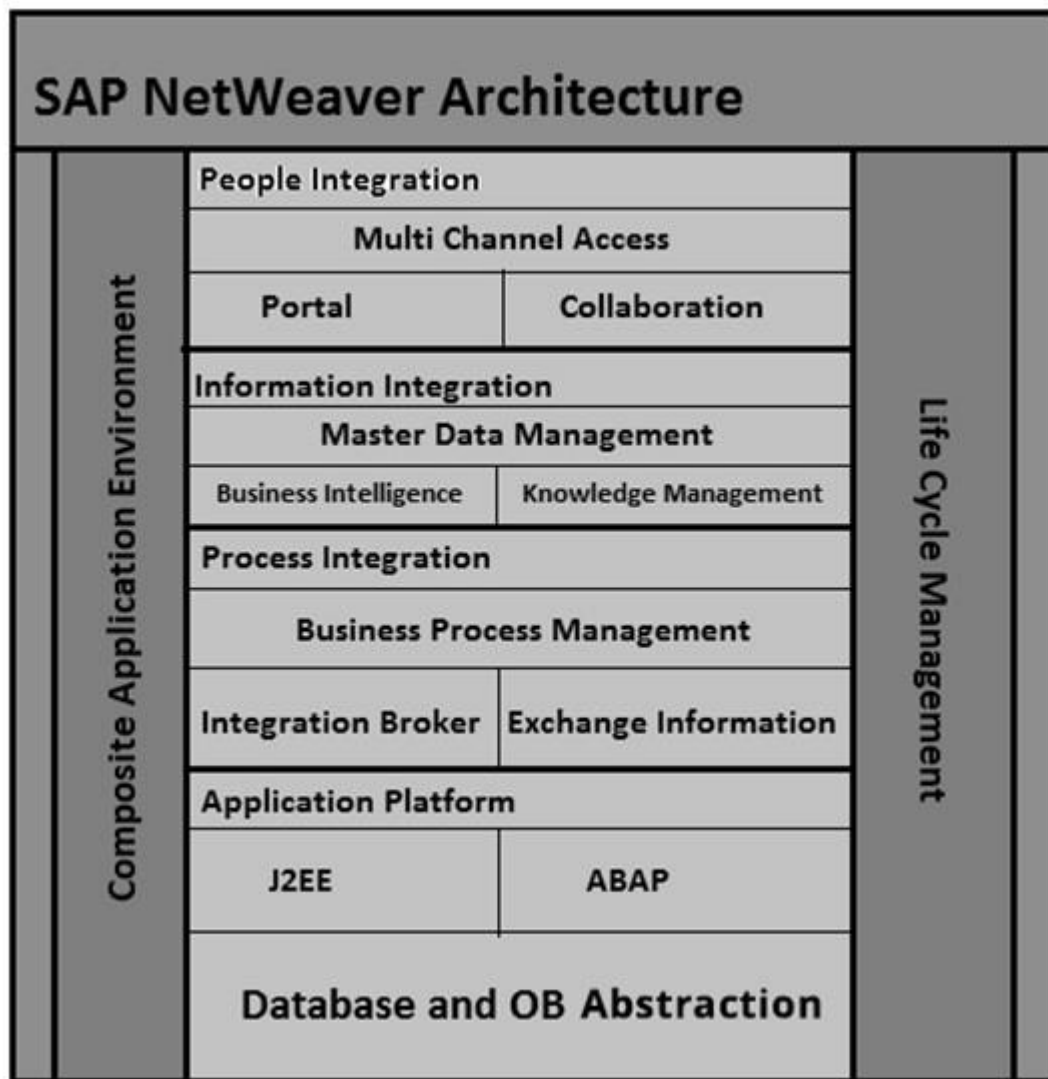 SAP NetWeaver Architecture
Composite Application Environment
People Integration
Multi Channel Access
Portal
Collaboration
Information Integration
Master Data Management
Business Intelligence
Knowledge Management
Process Integration
Business Process Management
Integration Broker
Exchange Information
Application Platform
J2EE
ABAP
Database and OB Abstraction
Life Cycle Management